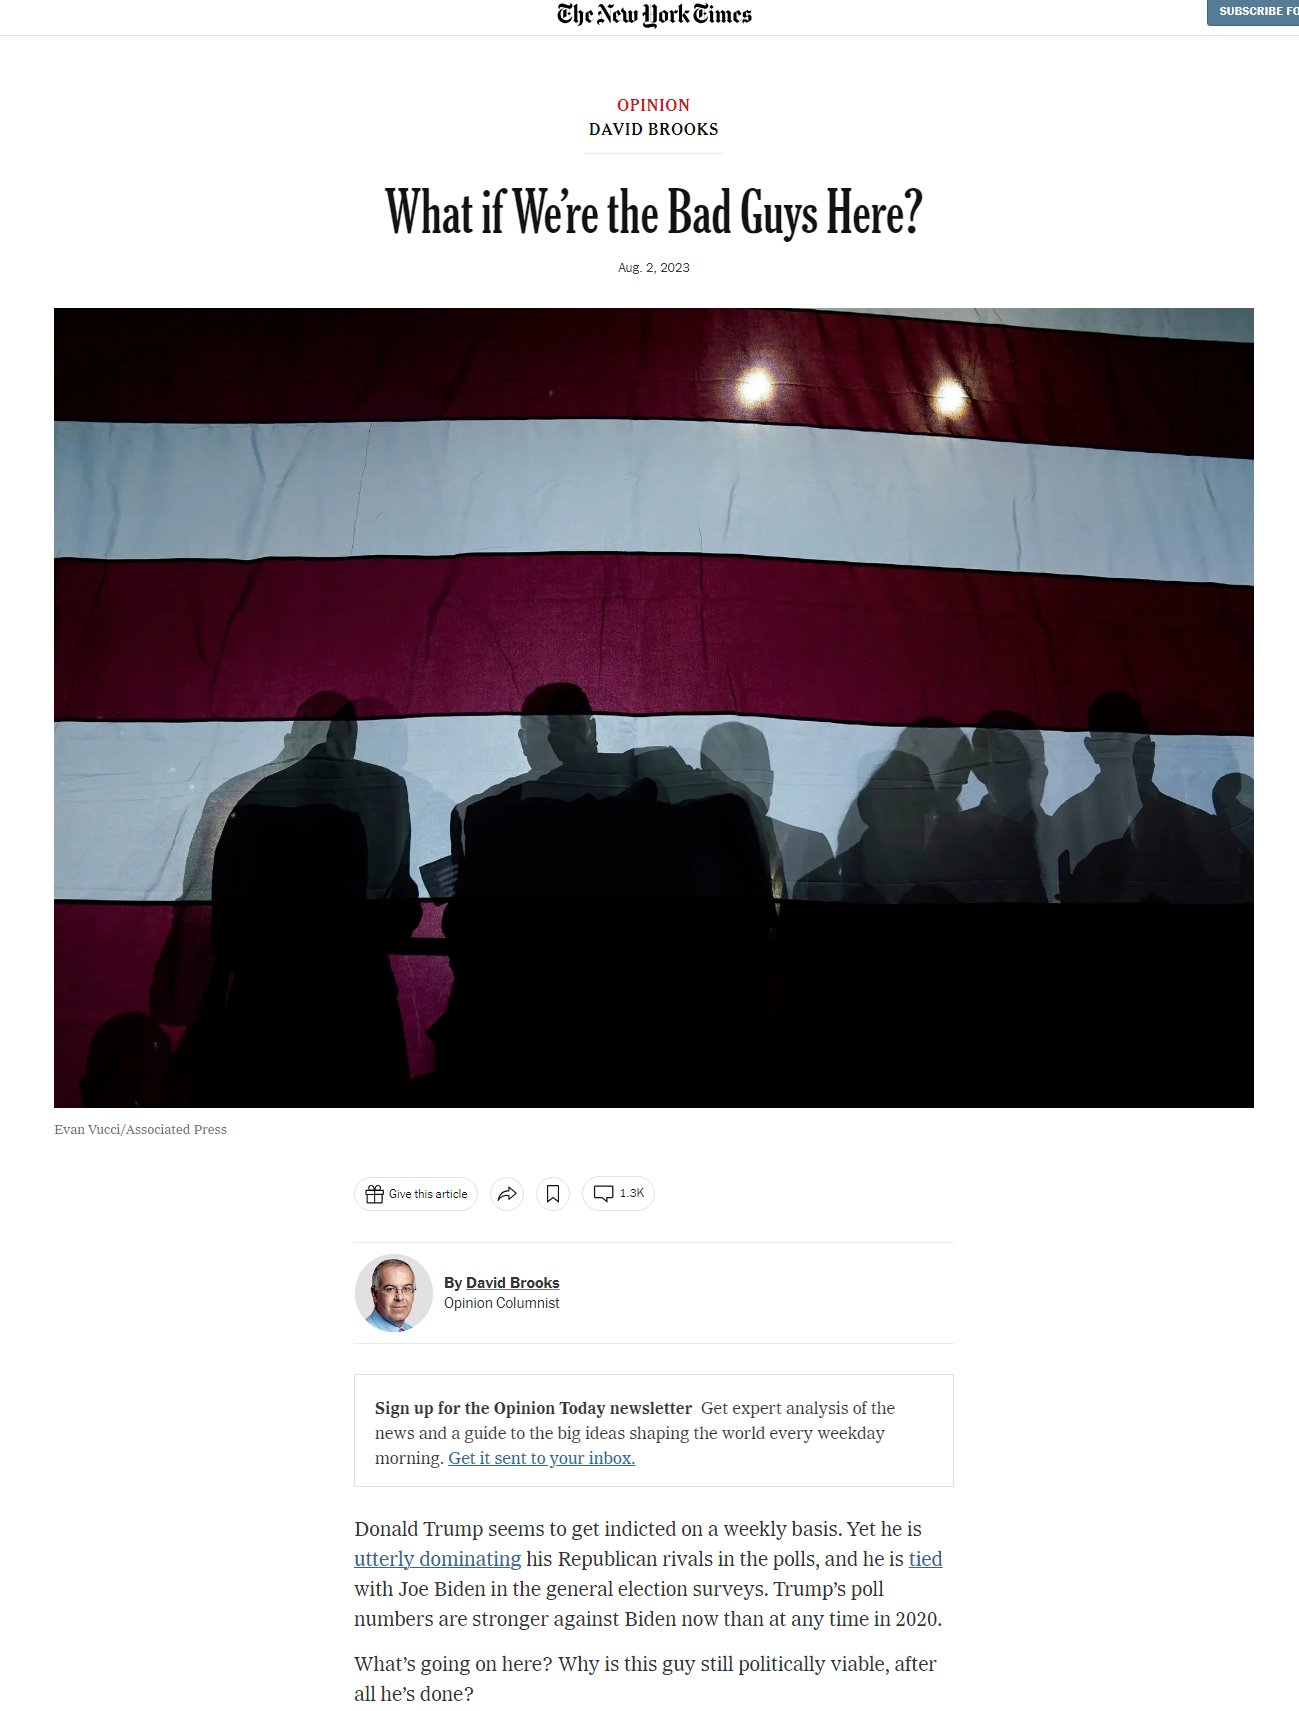 The New York Times
SUBSCRIBE FO
OPINION
DAVID BROOKS
What if We're the Bad Guys Here?
Aug. 2, 2023
Evan Vucci/Associated Press
Give this article
1.3K
By David Brooks
Opinion Columnist
Sign up for the Opinion Today newsletter Get expert analysis of the
news and a guide to the big ideas shaping the world every weekday
morning. Get it sent to your inbox.
Donald Trump seems to get indicted on a weekly basis. Yet he is
utterly dominating his Republican rivals in the polls, and he is tied
with Joe Biden in the general election surveys. Trump's poll
numbers are stronger against Biden now than at any time in 2020.
What's going on here? Why is this guy still politically viable, after
all he's done?